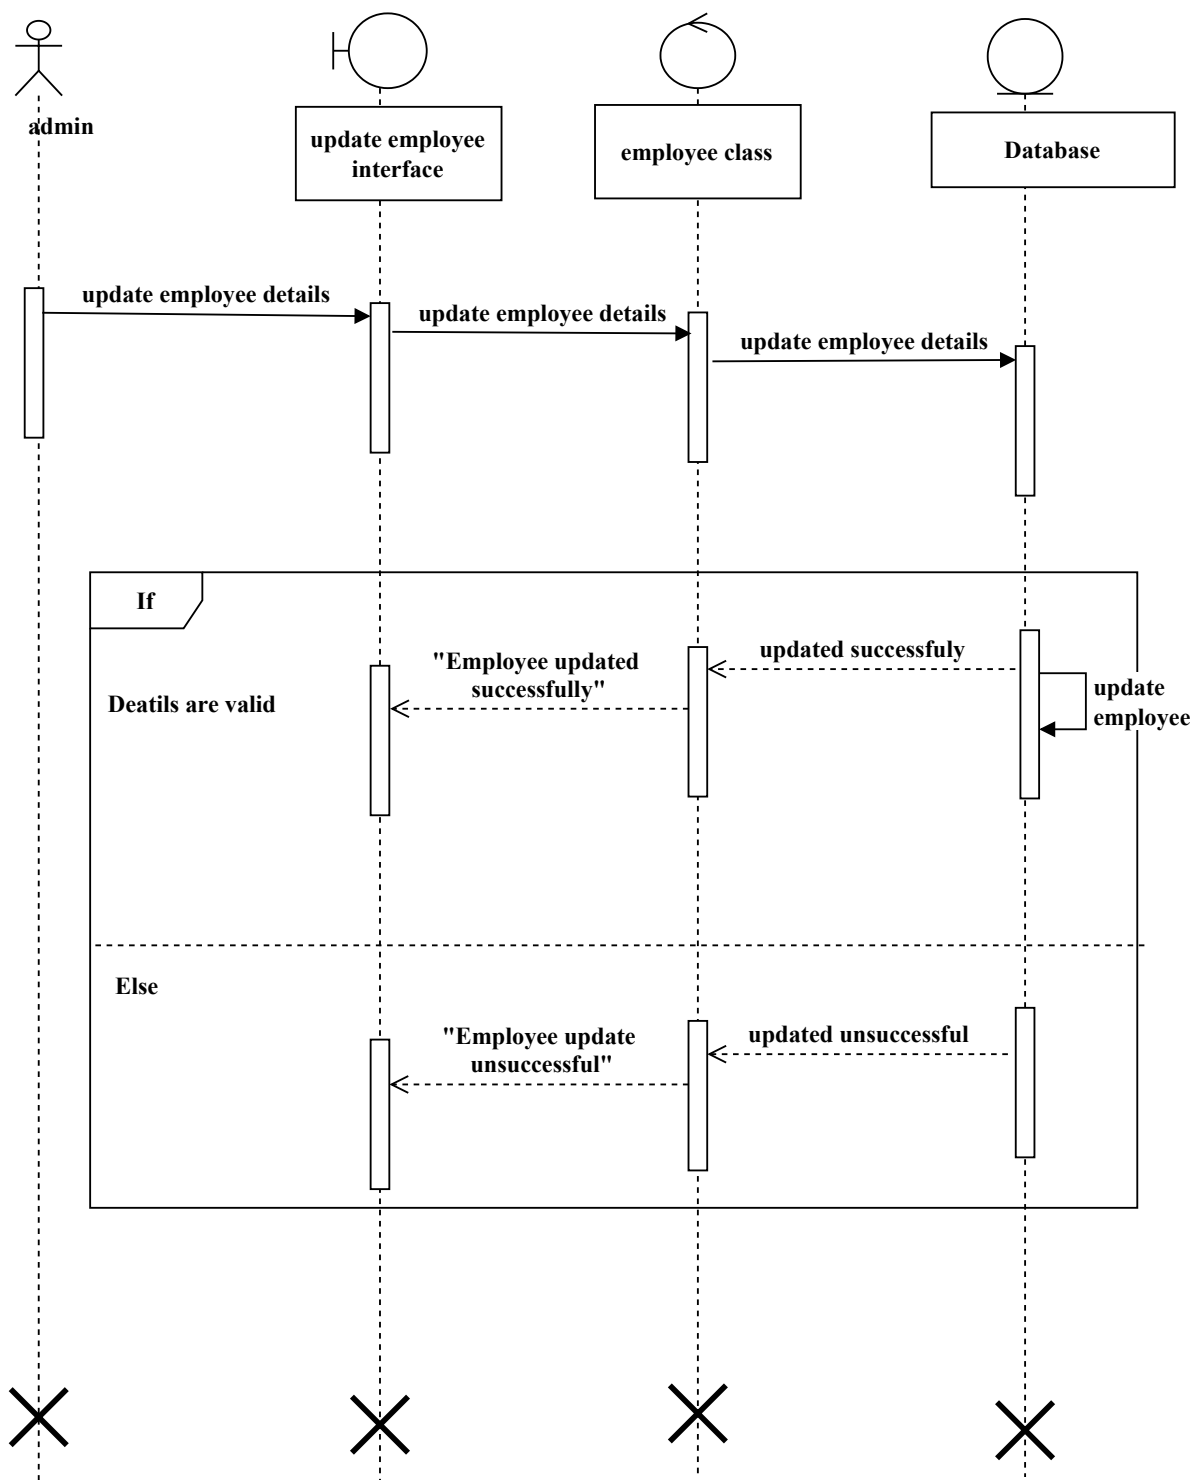 admin
update employee
interface
employee class
Database
update employee details
update employee details
update employee details
If
updated successfuly
"Employee updated
successfully"
Deatils are valid
update
employee
Else
updated unsuccessful
"Employee update
unsuccessful"